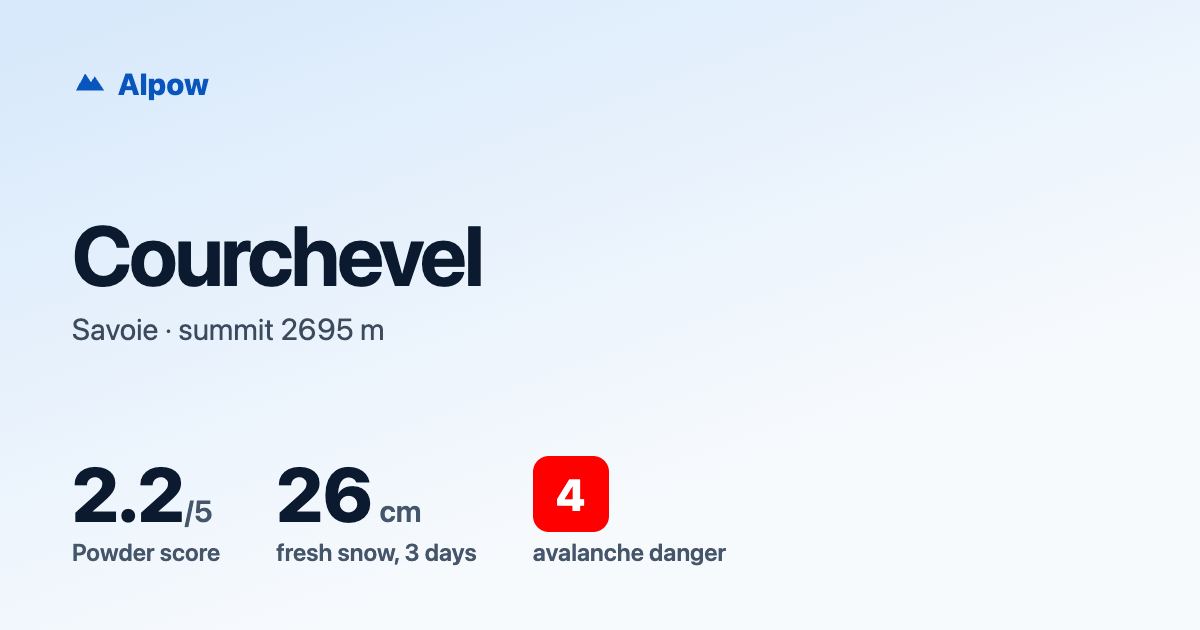 Alpow
Courchevel
Savoie · summit 2695 m
2.2/5
Powder score
26 cm
fresh snow, 3 days
4
avalanche danger